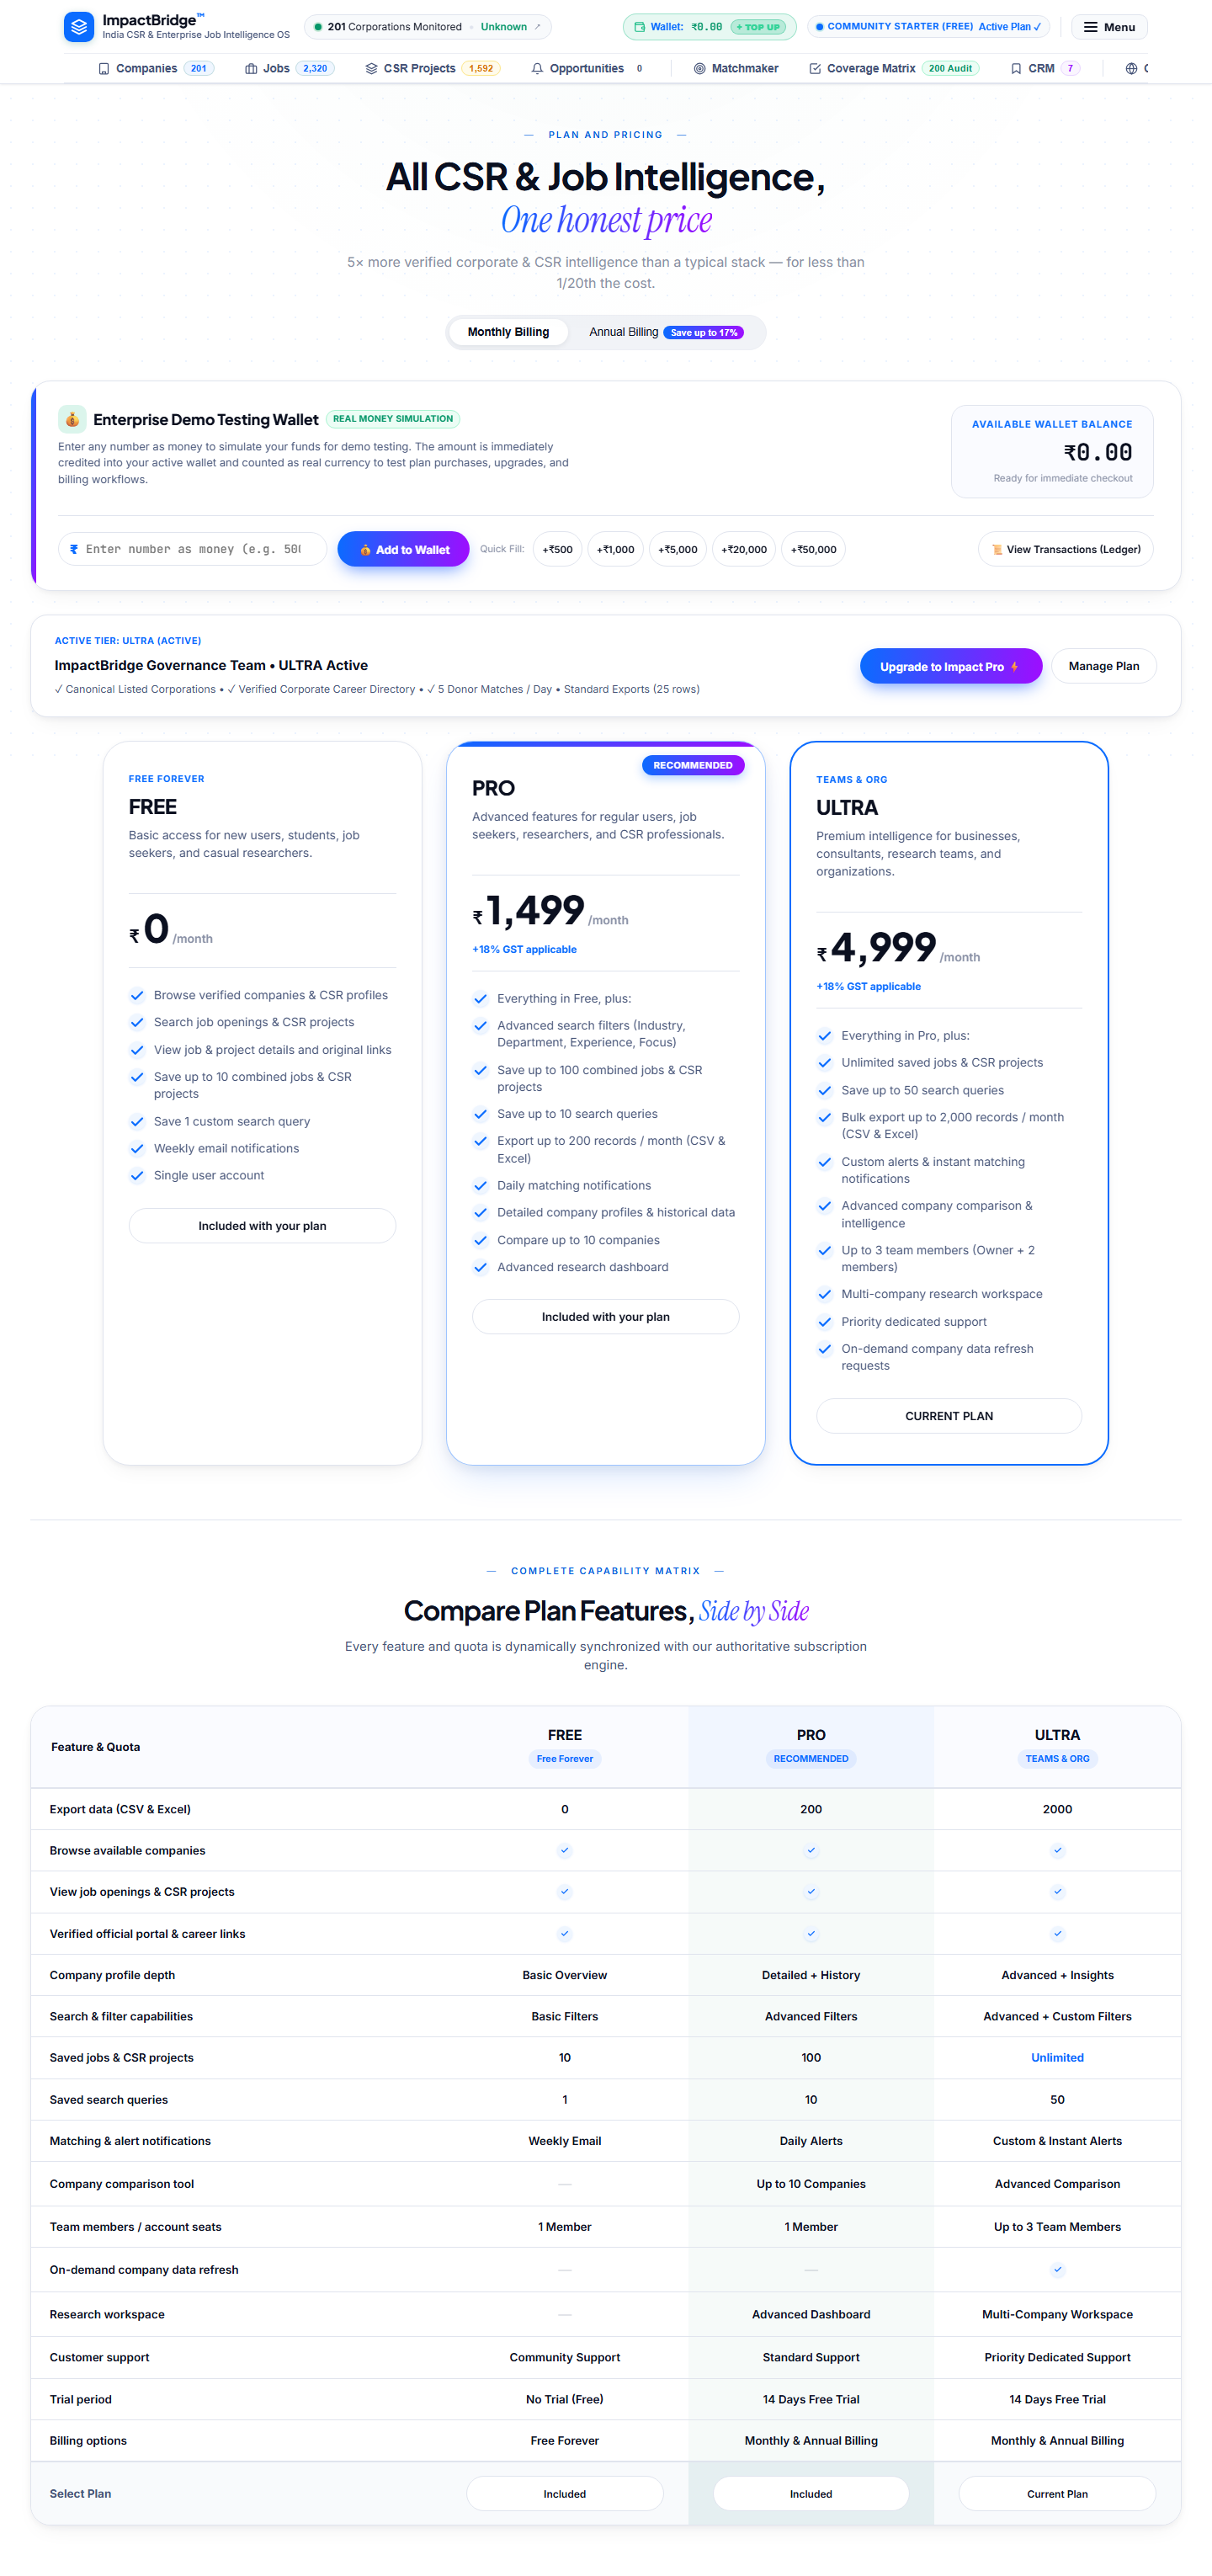 ImpactBridge™
India CSR & Enterprise Job Intelligence OS
201 Corporations Monitored • Unknown ↗
Wallet: ₹0.00 + TOP UP
COMMUNITY STARTER (FREE) Active Plan ✓
Menu
Companies 201
Jobs 2,320
CSR Projects 1,592
Opportunities 0
Matchmaker
Coverage Matrix 200 Audit
CRM 7
— PLAN AND PRICING —
All CSR & Job Intelligence,
One honest price
5× more verified corporate & CSR intelligence than a typical stack — for less than
1/20th the cost.
Monthly Billing
Annual Billing Save up to 17%
Enterprise Demo Testing Wallet REAL MONEY SIMULATION
Enter any number as money to simulate your funds for demo testing. The amount is immediately
credited into your active wallet and counted as real currency to test plan purchases, upgrades, and
billing workflows.
AVAILABLE WALLET BALANCE
₹0.00
Ready for immediate checkout
₹ Enter number as money (e.g. 500
Add to Wallet
Quick Fill:
+₹500
+₹1,000
+₹5,000
+₹20,000
+₹50,000
View Transactions (Ledger)
ACTIVE TIER: ULTRA (ACTIVE)
ImpactBridge Governance Team • ULTRA Active
✓ Canonical Listed Corporations • ✓ Verified Corporate Career Directory • ✓ 5 Donor Matches / Day • Standard Exports (25 rows)
Upgrade to Impact Pro ⚡
Manage Plan
FREE FOREVER
FREE
Basic access for new users, students, job
seekers, and casual researchers.
₹ 0 /month
Browse verified companies & CSR profiles
Search job openings & CSR projects
View job & project details and original links
Save up to 10 combined jobs & CSR
projects
Save 1 custom search query
Weekly email notifications
Single user account
Included with your plan
RECOMMENDED
PRO
Advanced features for regular users, job
seekers, researchers, and CSR professionals.
₹ 1,499 /month
+18% GST applicable
Everything in Free, plus:
Advanced search filters (Industry,
Department, Experience, Focus)
Save up to 100 combined jobs & CSR
projects
Save up to 10 search queries
Export up to 200 records / month (CSV &
Excel)
Daily matching notifications
Detailed company profiles & historical data
Compare up to 10 companies
Advanced research dashboard
Included with your plan
TEAMS & ORG
ULTRA
Premium intelligence for businesses,
consultants, research teams, and
organizations.
₹ 4,999 /month
+18% GST applicable
Everything in Pro, plus:
Unlimited saved jobs & CSR projects
Save up to 50 search queries
Bulk export up to 2,000 records / month
(CSV & Excel)
Custom alerts & instant matching
notifications
Advanced company comparison &
intelligence
Up to 3 team members (Owner + 2
members)
Multi-company research workspace
Priority dedicated support
On-demand company data refresh
requests
CURRENT PLAN
— COMPLETE CAPABILITY MATRIX —
Compare Plan Features, Side by Side
Every feature and quota is dynamically synchronized with our authoritative subscription
engine.
Feature & Quota
FREE
Free Forever
PRO
RECOMMENDED
ULTRA
TEAMS & ORG
Export data (CSV & Excel) 0 200 2000
Browse available companies ✓ ✓ ✓
View job openings & CSR projects ✓ ✓ ✓
Verified official portal & career links ✓ ✓ ✓
Company profile depth Basic Overview Detailed + History Advanced + Insights
Search & filter capabilities Basic Filters Advanced Filters Advanced + Custom Filters
Saved jobs & CSR projects 10 100 Unlimited
Saved search queries 1 10 50
Matching & alert notifications Weekly Email Daily Alerts Custom & Instant Alerts
Company comparison tool — Up to 10 Companies Advanced Comparison
Team members / account seats 1 Member 1 Member Up to 3 Team Members
On-demand company data refresh — — ✓
Research workspace — Advanced Dashboard Multi-Company Workspace
Customer support Community Support Standard Support Priority Dedicated Support
Trial period No Trial (Free) 14 Days Free Trial 14 Days Free Trial
Billing options Free Forever Monthly & Annual Billing Monthly & Annual Billing
Select Plan Included Included Current Plan